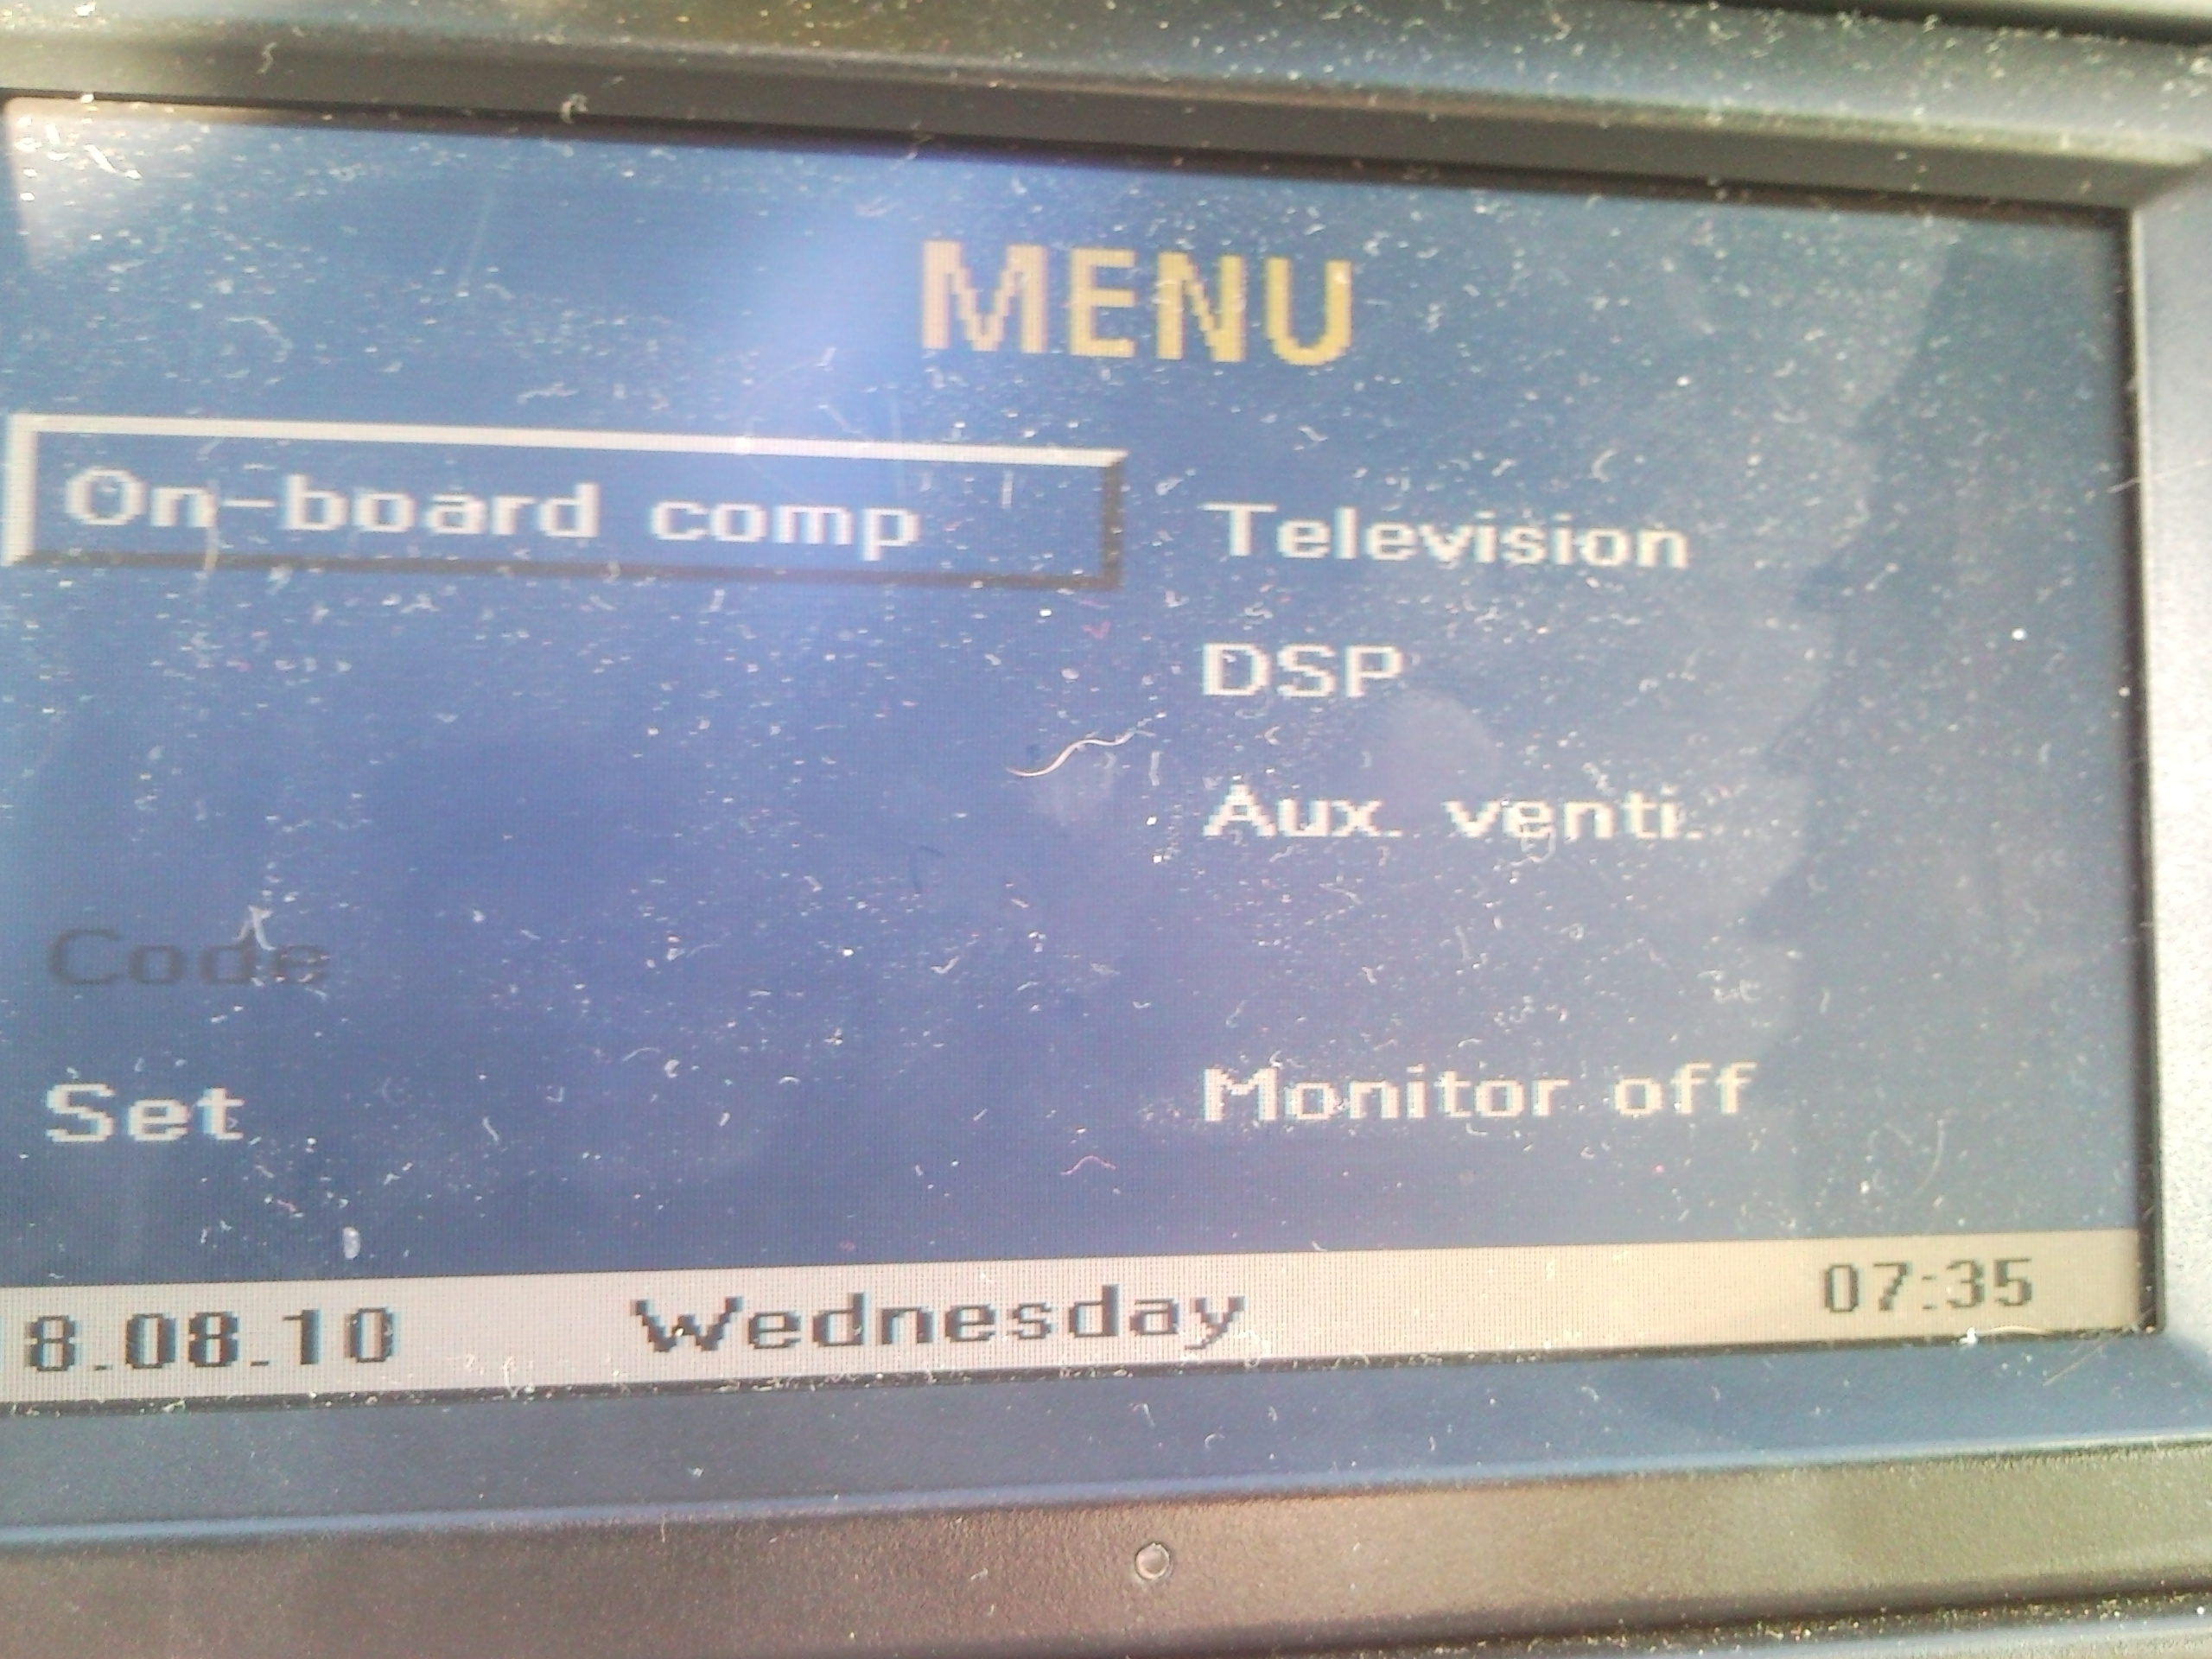 MENU
On-board comp
Television
DSP
Aux. venti.
Code
Set
Monitor off
8.08.10 Wednesday 07:35